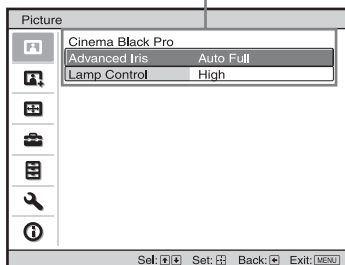 Picture
Cinema Black Pro
Advanced Iris Auto Full
Lamp Control High
Sel: Set: Back: Exit: MENU